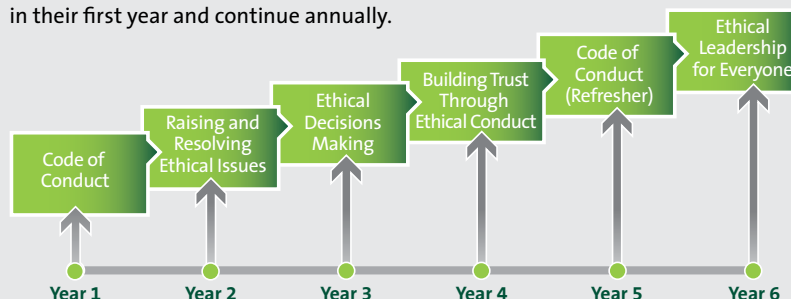 in their first year and continue annually.
Code of
Conduct
Raising and
Resolving
Ethical Issues
Ethical
Decisions
Making
Building Trust
Through
Ethical Conduct
Code of
Conduct
(Refresher)
Ethical
Leadership
for Everyone
Year 1
Year 2
Year 3
Year 4
Year 5
Year 6